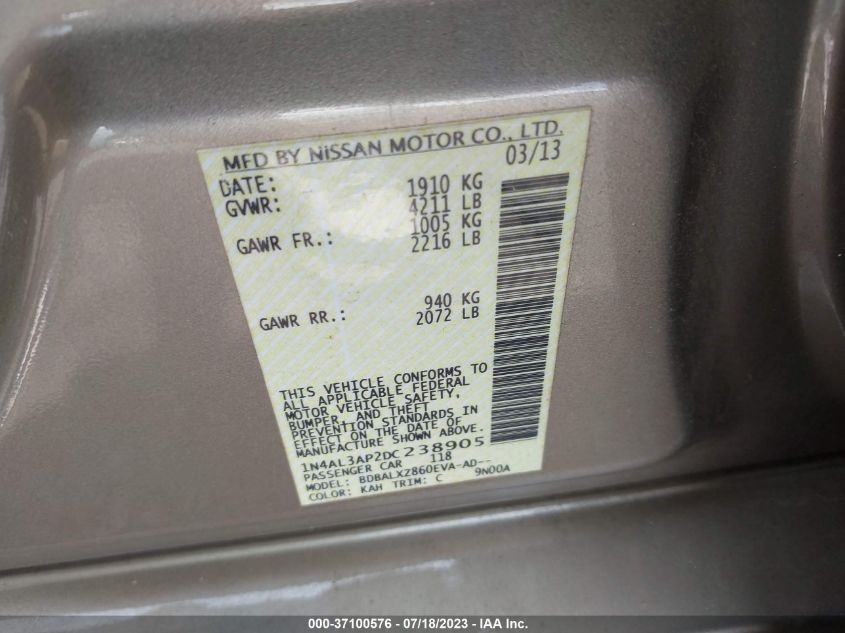 MFD BY NISSAN MOTOR CO., LTD.
DATE: 03/13
GVWR: 1910 KG
4211 LB
GAWR FR.: 1005 KG
2216 LB
GAWR RR.: 940 KG
2072 LB
THIS VEHICLE CONFORMS TO
ALL APPLICABLE FEDERAL
MOTOR VEHICLE SAFETY,
BUMPER, AND THEFT
PREVENTION STANDARDS IN
EFFECT ON THE DATE OF
MANUFACTURE SHOWN ABOVE.
1N4AL3AP2DC238905
PASSENGER CAR 118
MODEL: BDBALXZ860EVA-AD--
COLOR: KAH TRIM: C 9N00A
000-37100576 - 07/18/2023 - IAA Inc.